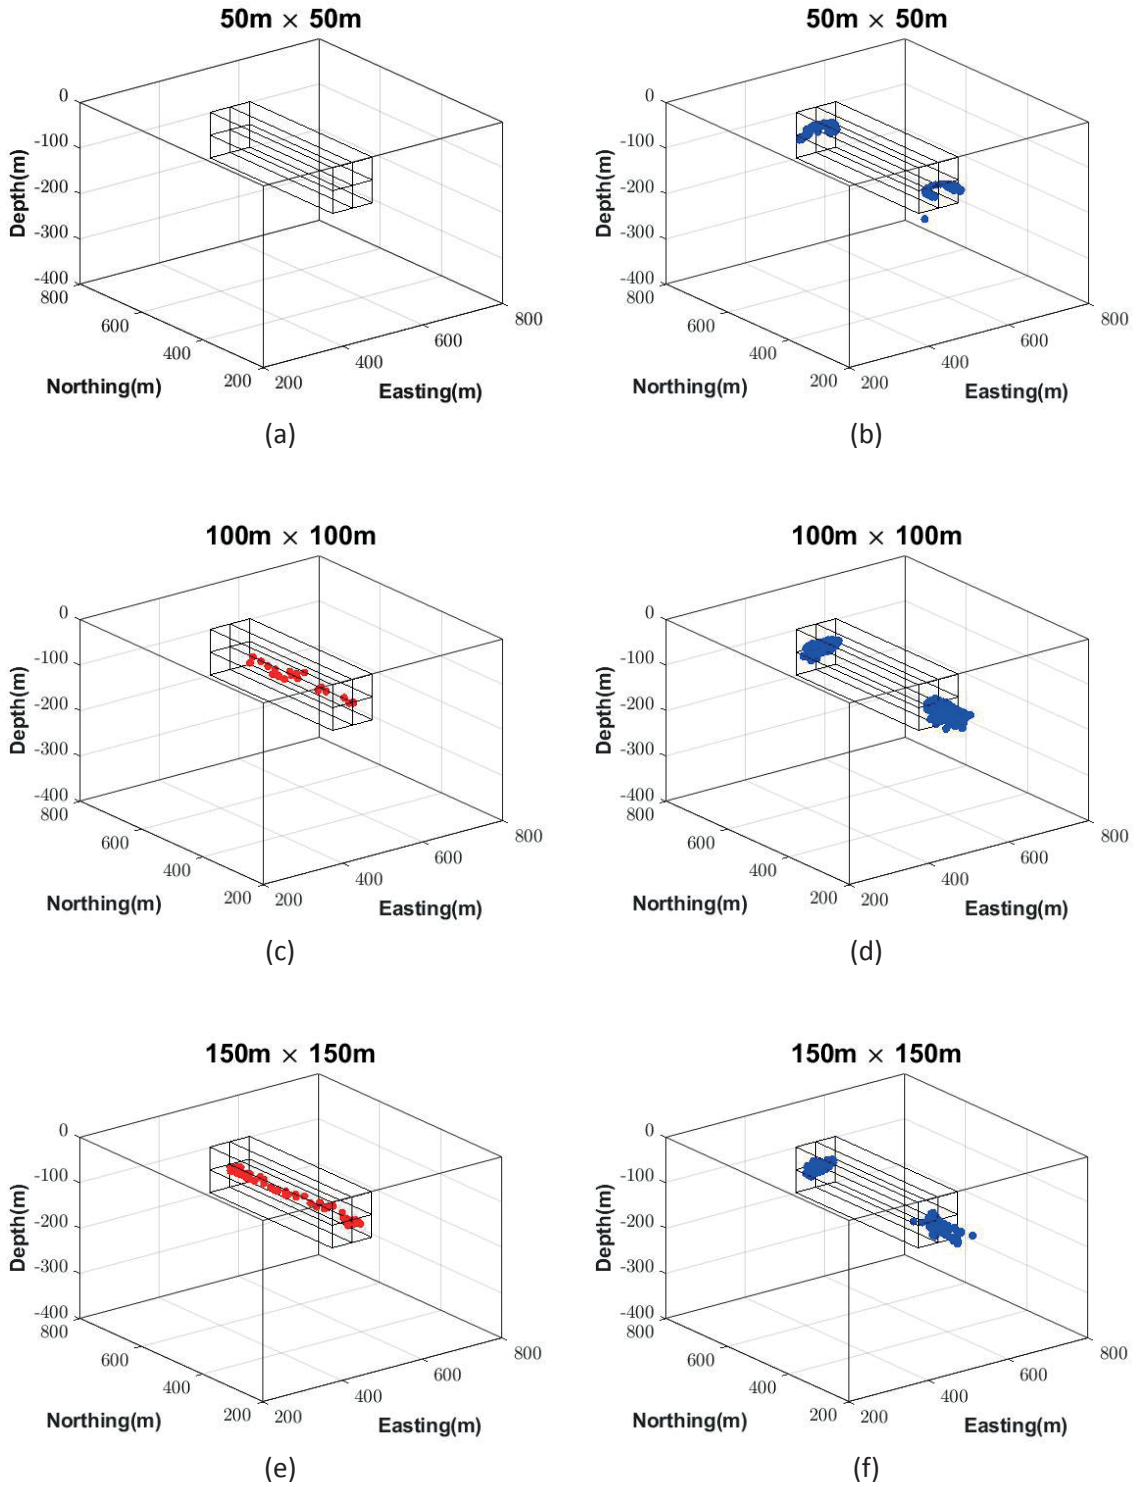 50m × 50m
0
-100
-200
-300
-400
800
600
400
200
200
400
600
800
Depth(m)
Northing(m)
Easting(m)
(a)
50m × 50m
0
-100
-200
-300
-400
800
600
400
200
200
400
600
800
Depth(m)
Northing(m)
Easting(m)
(b)
100m × 100m
0
-100
-200
-300
-400
800
600
400
200
200
400
600
800
Depth(m)
Northing(m)
Easting(m)
(c)
100m × 100m
0
-100
-200
-300
-400
800
600
400
200
200
400
600
800
Depth(m)
Northing(m)
Easting(m)
(d)
150m × 150m
0
-100
-200
-300
-400
800
600
400
200
200
400
600
800
Depth(m)
Northing(m)
Easting(m)
(e)
150m × 150m
0
-100
-200
-300
-400
800
600
400
200
200
400
600
800
Depth(m)
Northing(m)
Easting(m)
(f)